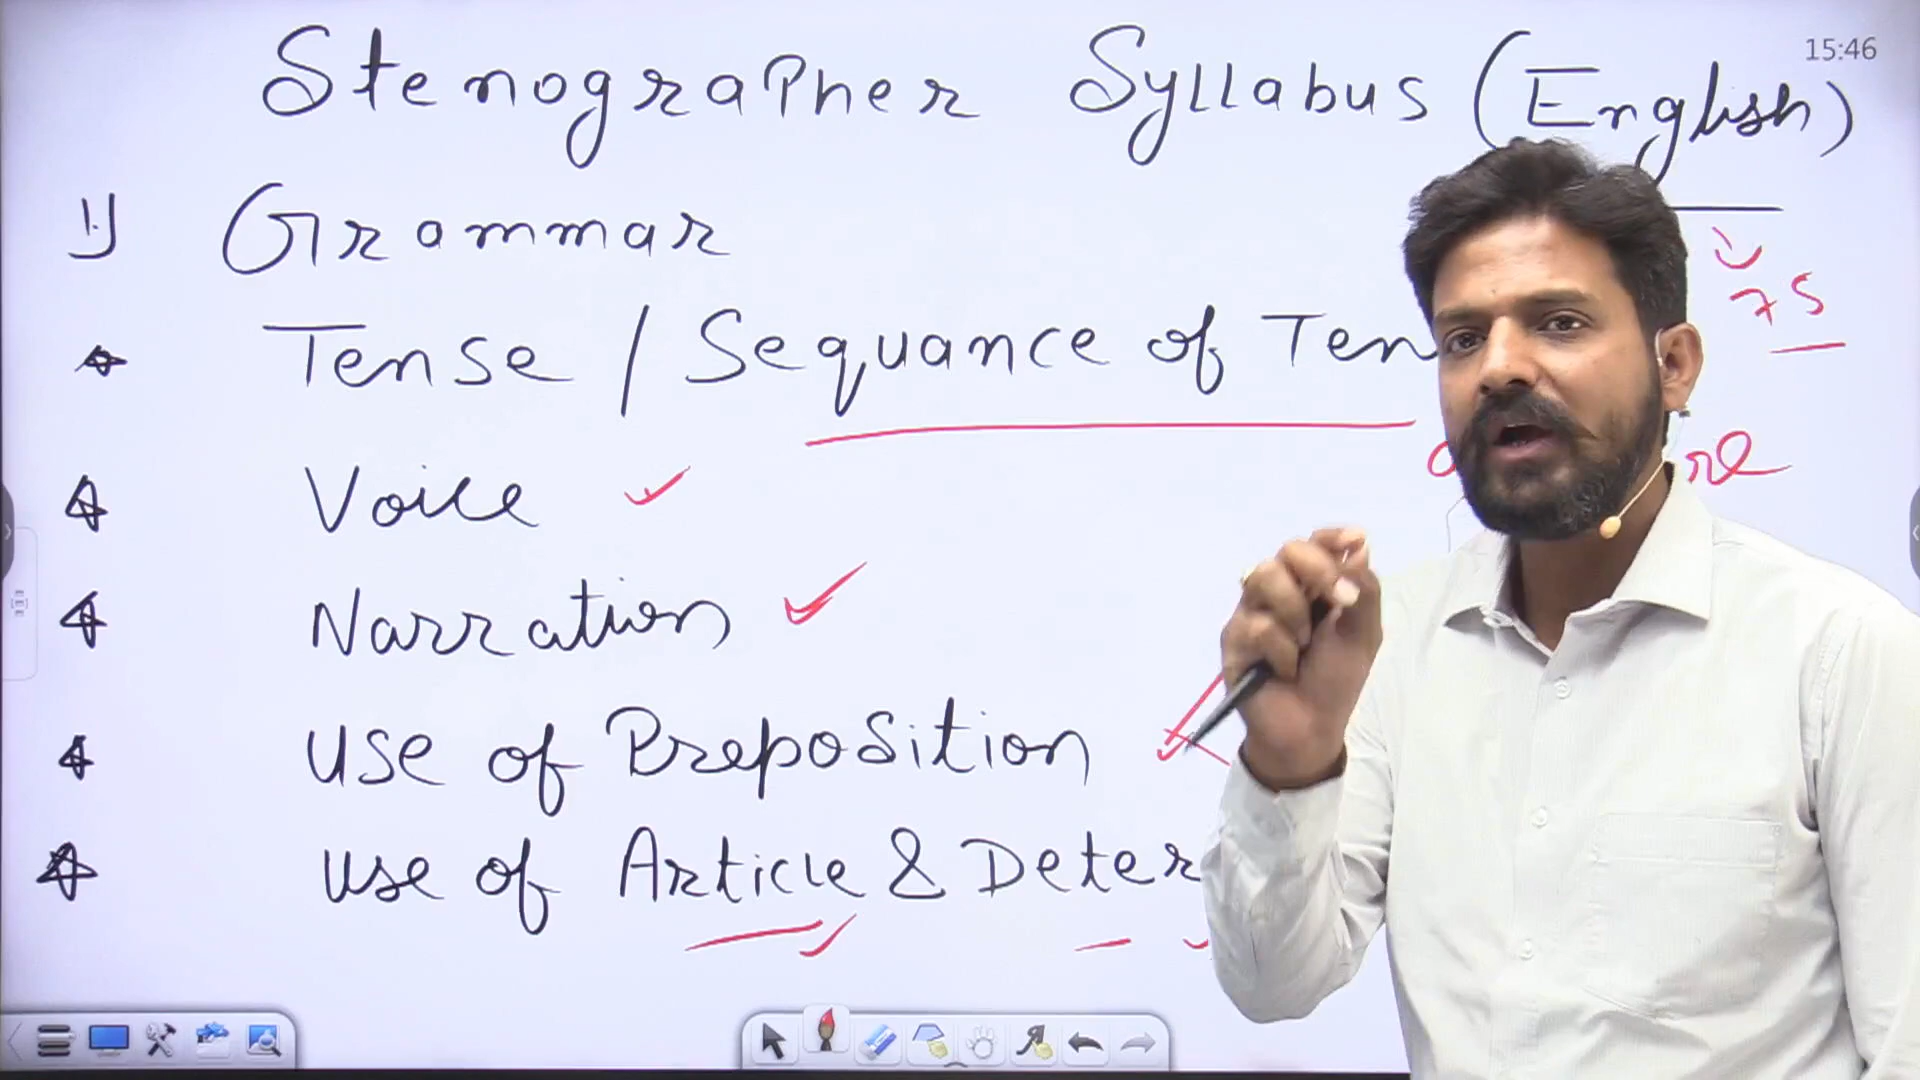 15:46
Stenographer Syllabus (English)
1.) Grammar
75
Tense / Sequance of Ten
Voice
Narration
Use of Preposition
Use of Article & Deter